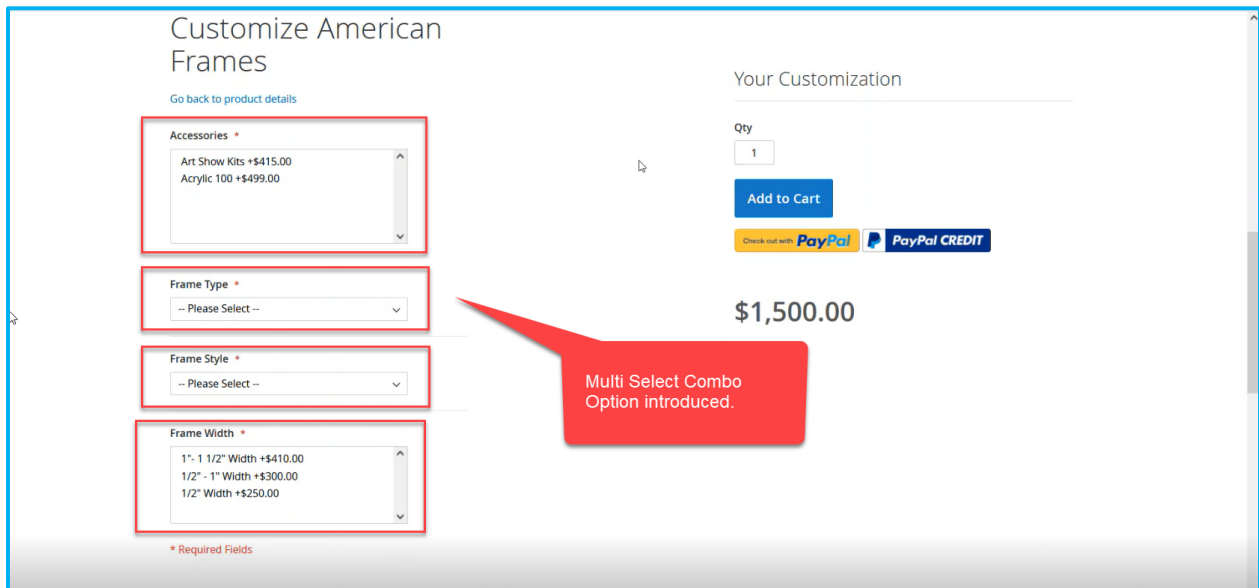 Customize American
Frames
Go back to product details
Accessories *
Art Show Kits +$415.00
Acrylic 100 +$499.00
Frame Type *
-- Please Select --
Frame Style *
-- Please Select --
Frame Width *
1"- 1 1/2" Width +$410.00
1/2" - 1" Width +$300.00
1/2" Width +$250.00
* Required Fields
Your Customization
Qty
1
Add to Cart
Check out with PayPal
PayPal CREDIT
$1,500.00
Multi Select Combo
Option introduced.